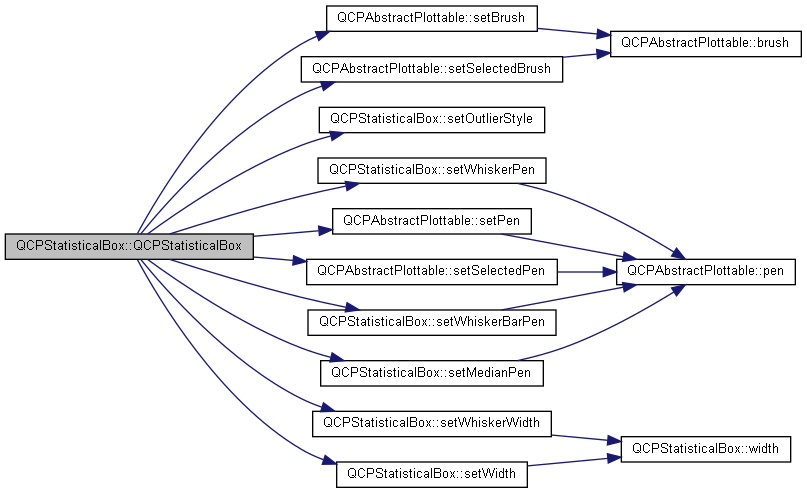 QCPStatisticalBox::QCPStatisticalBox
QCPAbstractPlottable::setBrush
QCPAbstractPlottable::setSelectedBrush
QCPStatisticalBox::setOutlierStyle
QCPStatisticalBox::setWhiskerPen
QCPAbstractPlottable::setPen
QCPAbstractPlottable::setSelectedPen
QCPStatisticalBox::setWhiskerBarPen
QCPStatisticalBox::setMedianPen
QCPStatisticalBox::setWhiskerWidth
QCPStatisticalBox::setWidth
QCPAbstractPlottable::brush
QCPAbstractPlottable::pen
QCPStatisticalBox::width